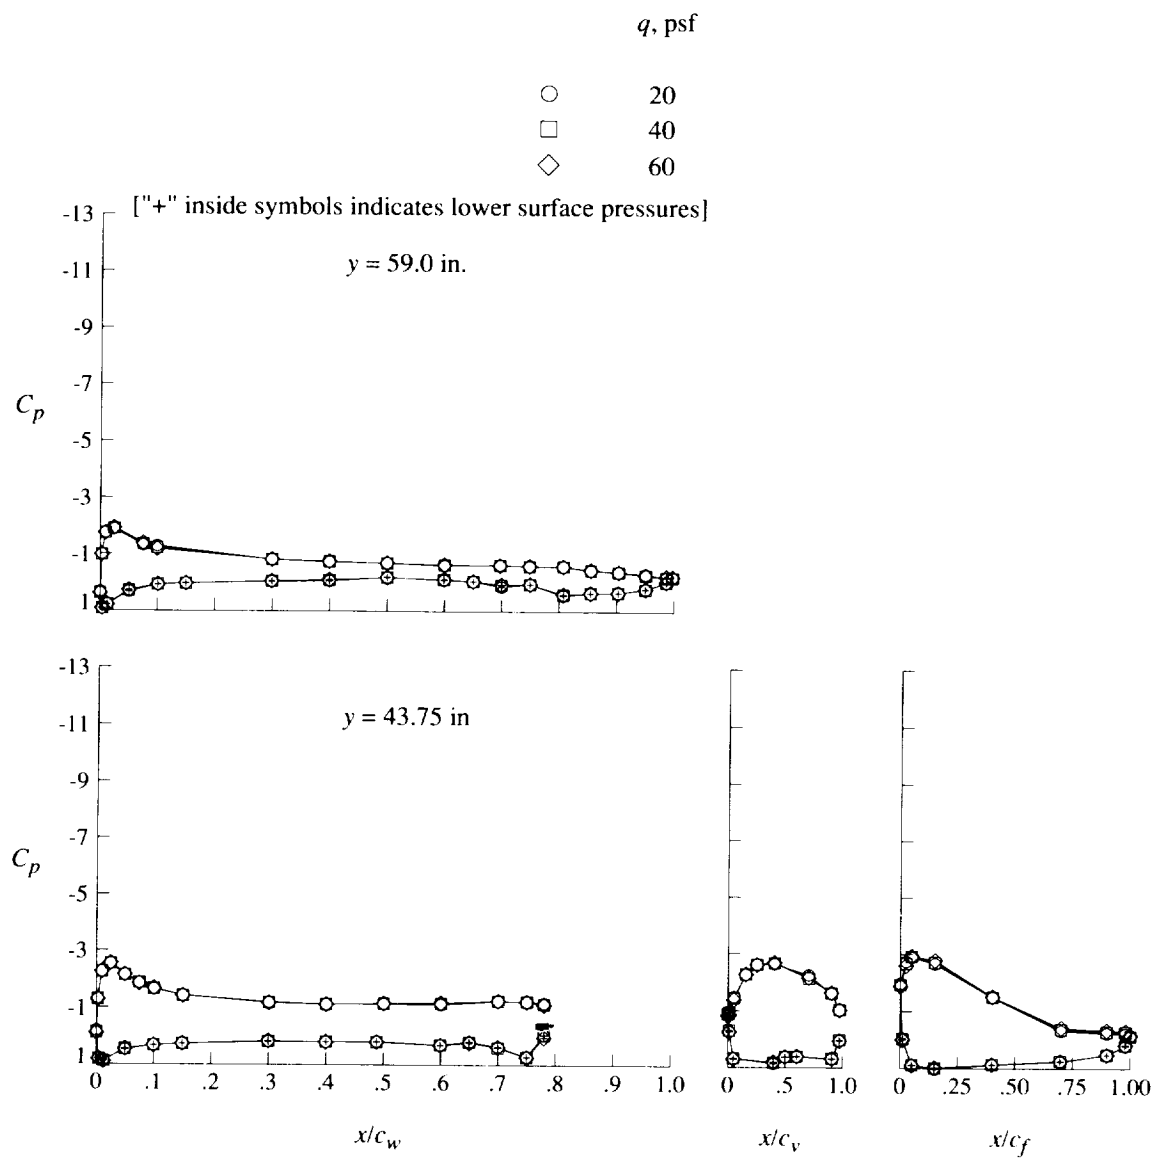 q, psf
20
40
60
["+" inside symbols indicates lower surface pressures]
y = 59.0 in.
-13
-11
-9
-7
-5
-3
-1
1
C_p
y = 43.75 in
-13
-11
-9
-7
-5
-3
-1
1
C_p
0 .1 .2 .3 .4 .5 .6 .7 .8 .9 1.0
x/c_w
0 .5 1.0
x/c_v
0 .25 .50 .75 1.00
x/c_f